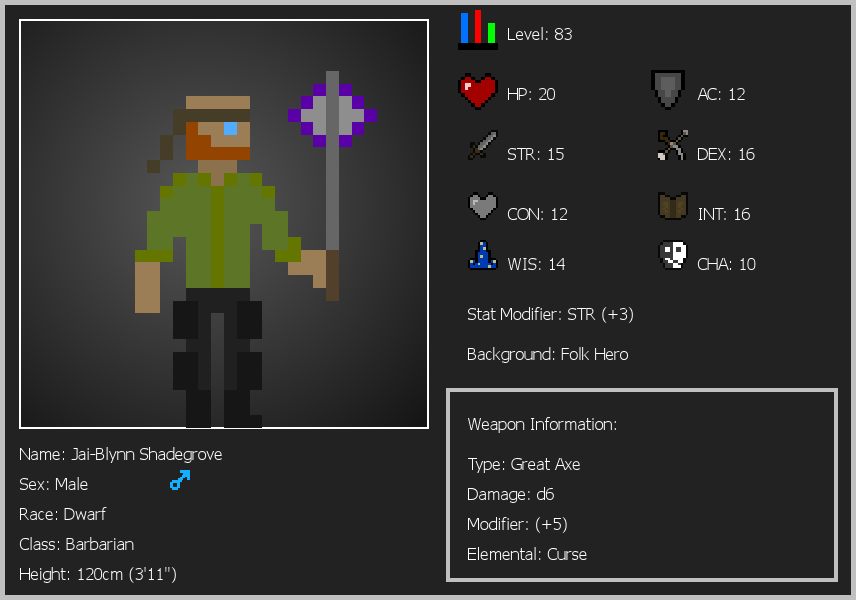 Level: 83
HP: 20
AC: 12
STR: 15
DEX: 16
CON: 12
INT: 16
WIS: 14
CHA: 10
Stat Modifier: STR (+3)
Background: Folk Hero
Weapon Information:
Type: Great Axe
Damage: d6
Modifier: (+5)
Elemental: Curse
Name: Jai-Blynn Shadegrove
Sex: Male
Race: Dwarf
Class: Barbarian
Height: 120cm (3'11")